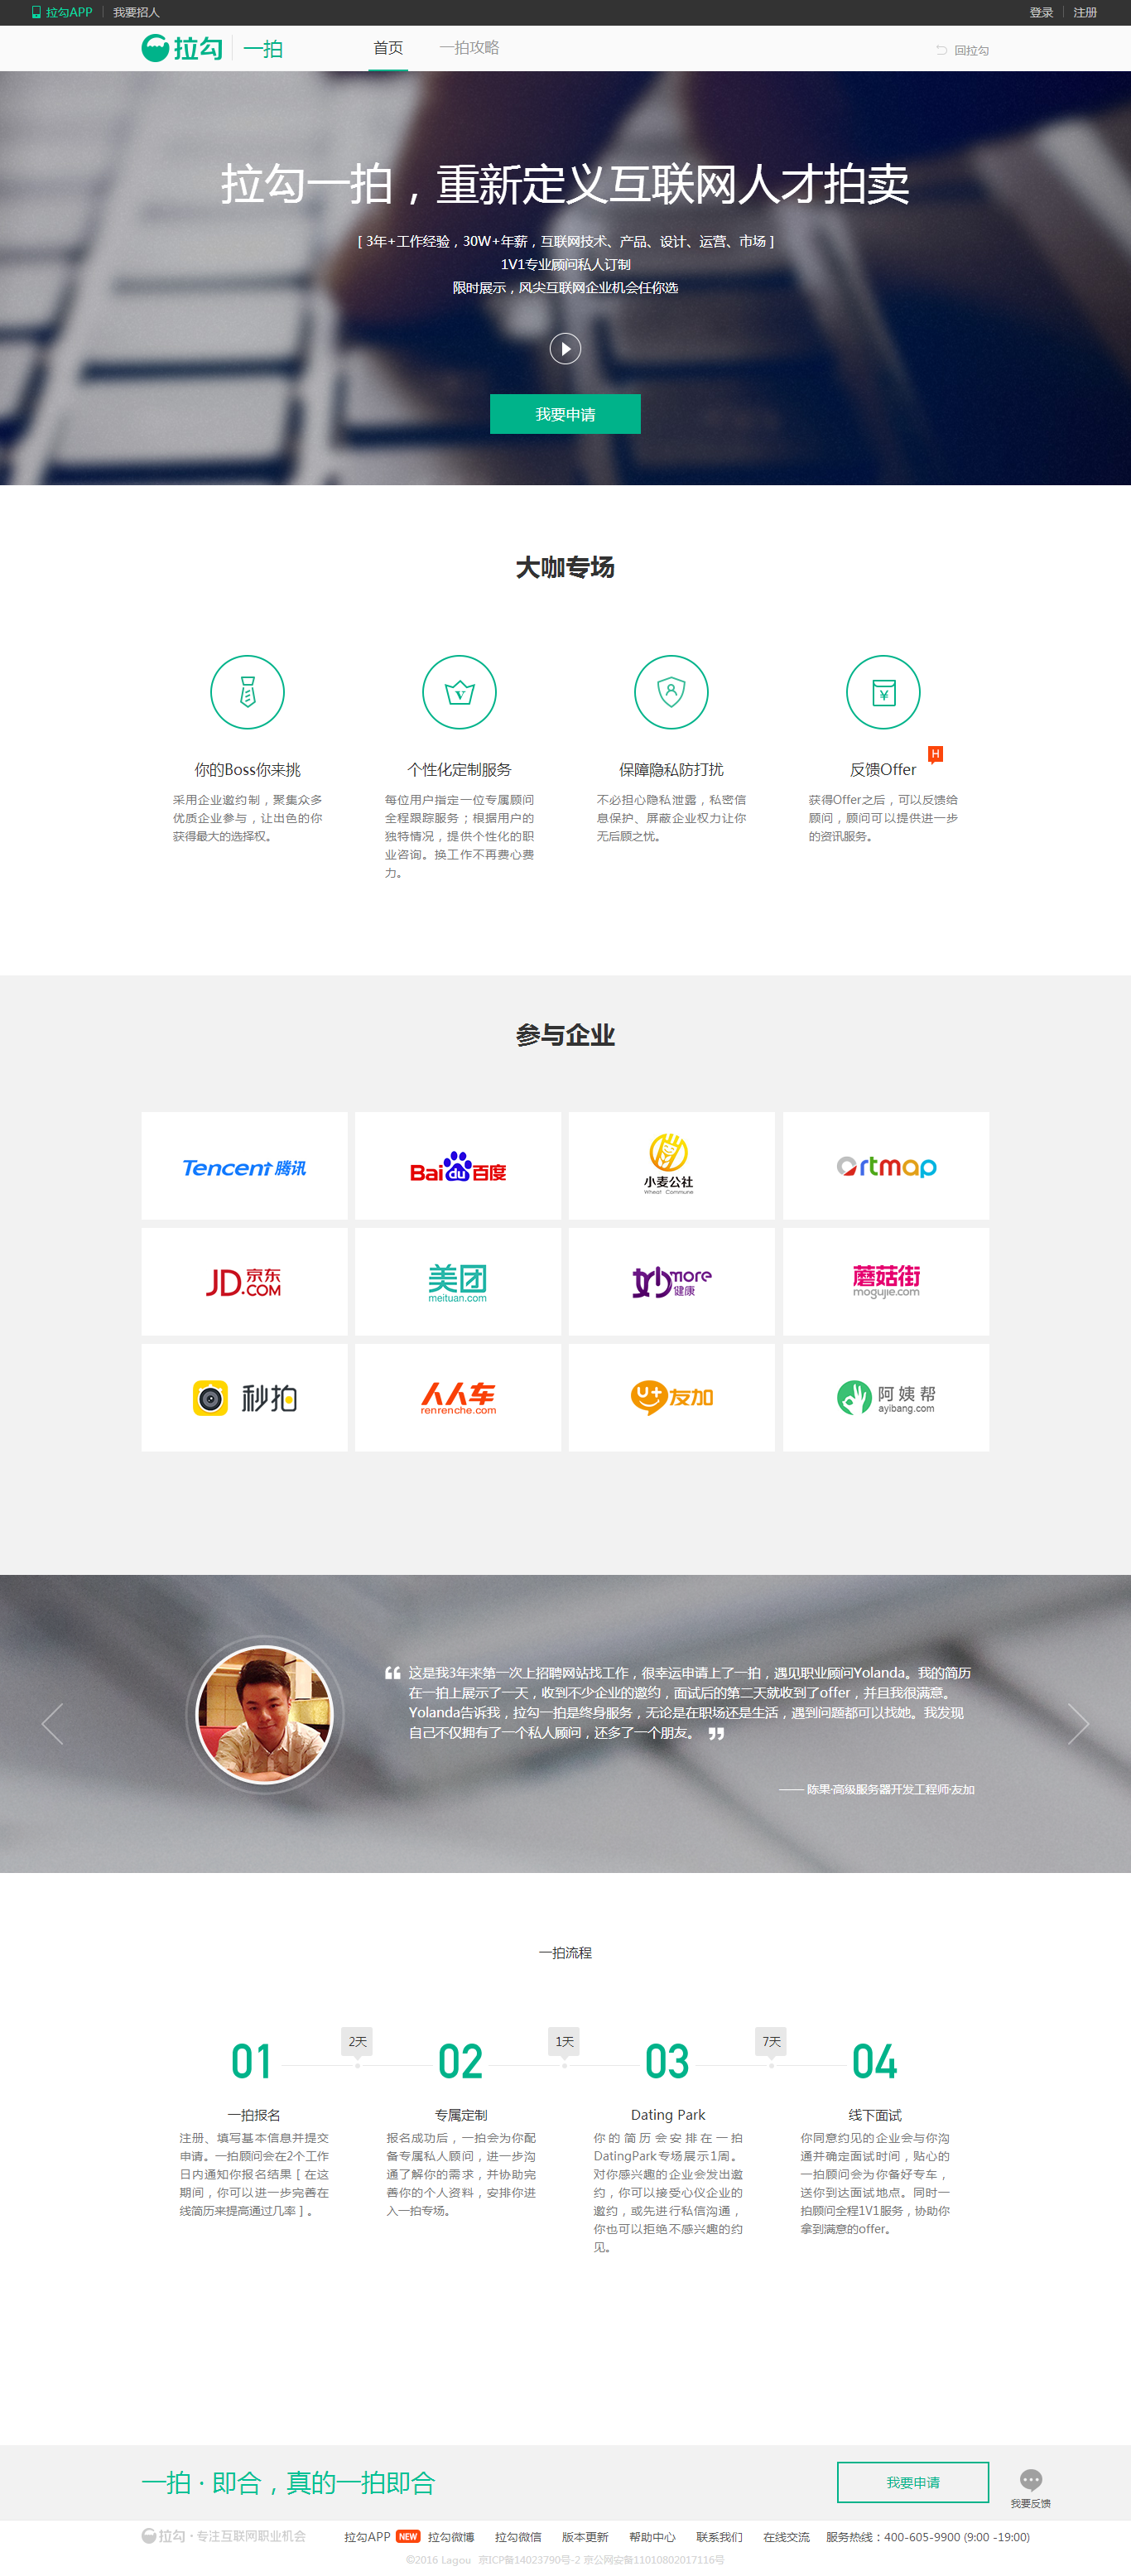 拉勾APP 我要招人 登录 注册
拉勾 一拍 首页 一拍攻略 回拉勾
拉勾一拍，重新定义互联网人才拍卖
[ 3年+工作经验，30W+年薪，互联网技术、产品、设计、运营、市场 ]
1V1专业顾问私人订制
限时展示，风尖互联网企业机会任你选
我要申请
大咖专场
V
¥
H
你的Boss你来挑
采用企业邀约制，聚集众多
优质企业参与，让出色的你
获得最大的选择权。
个性化定制服务
每位用户指定一位专属顾问
全程跟踪服务；根据用户的
独特情况，提供个性化的职
业咨询。换工作不再费心费
力。
保障隐私防打扰
不必担心隐私泄露，私密信
息保护、屏蔽企业权力让你
无后顾之忧。
反馈Offer
获得Offer之后，可以反馈给
顾问，顾问可以提供进一步
的资讯服务。
参与企业
Tencent 腾讯
Bai du 百度
小麦公社
Wheat Commune
artmap
JD.COM 京东
美团
meituan.com
妙more
健康
蘑菇街
mogujie.com
秒拍
人人车
renrenche.com
U+ 友加
阿姨帮
ayibang.com
“ 这是我3年来第一次上招聘网站找工作，很幸运申请上了一拍，遇见职业顾问Yolanda。我的简历
在一拍上展示了一天，收到不少企业的邀约，面试后的第二天就收到了offer，并且我很满意。
Yolanda告诉我，拉勾一拍是终身服务，无论是在职场还是生活，遇到问题都可以找她。我发现
自己不仅拥有了一个私人顾问，还多了一个朋友。 ”
—— 陈果·高级服务器开发工程师·友加
一拍流程
01 2天 02 1天 03 7天 04
一拍报名
注册、填写基本信息并提交
申请。一拍顾问会在2个工作
日内通知你报名结果 [ 在这
期间，你可以进一步完善在
线简历来提高通过几率 ] 。
专属定制
报名成功后，一拍会为你配
备专属私人顾问，进一步沟
通了解你的需求，并协助完
善你的个人资料，安排你进
入一拍专场。
Dating Park
你的简历会安排在一拍
DatingPark专场展示1周。
对你感兴趣的企业会发出邀
约，你可以接受心仪企业的
邀约，或先进行私信沟通，
你也可以拒绝不感兴趣的约
见。
线下面试
你同意约见的企业会与你沟
通并确定面试时间，贴心的
一拍顾问会为你备好专车，
送你到达面试地点。同时一
拍顾问全程1V1服务，协助你
拿到满意的offer。
一拍 · 即合，真的一拍即合
我要申请
我要反馈
拉勾 · 专注互联网职业机会 拉勾APP NEW 拉勾微博 拉勾微信 版本更新 帮助中心 联系我们 在线交流 服务热线：400-605-9900 (9:00 -19:00)
©2016 Lagou 京ICP备14023790号-2 京公网安备11010802017116号